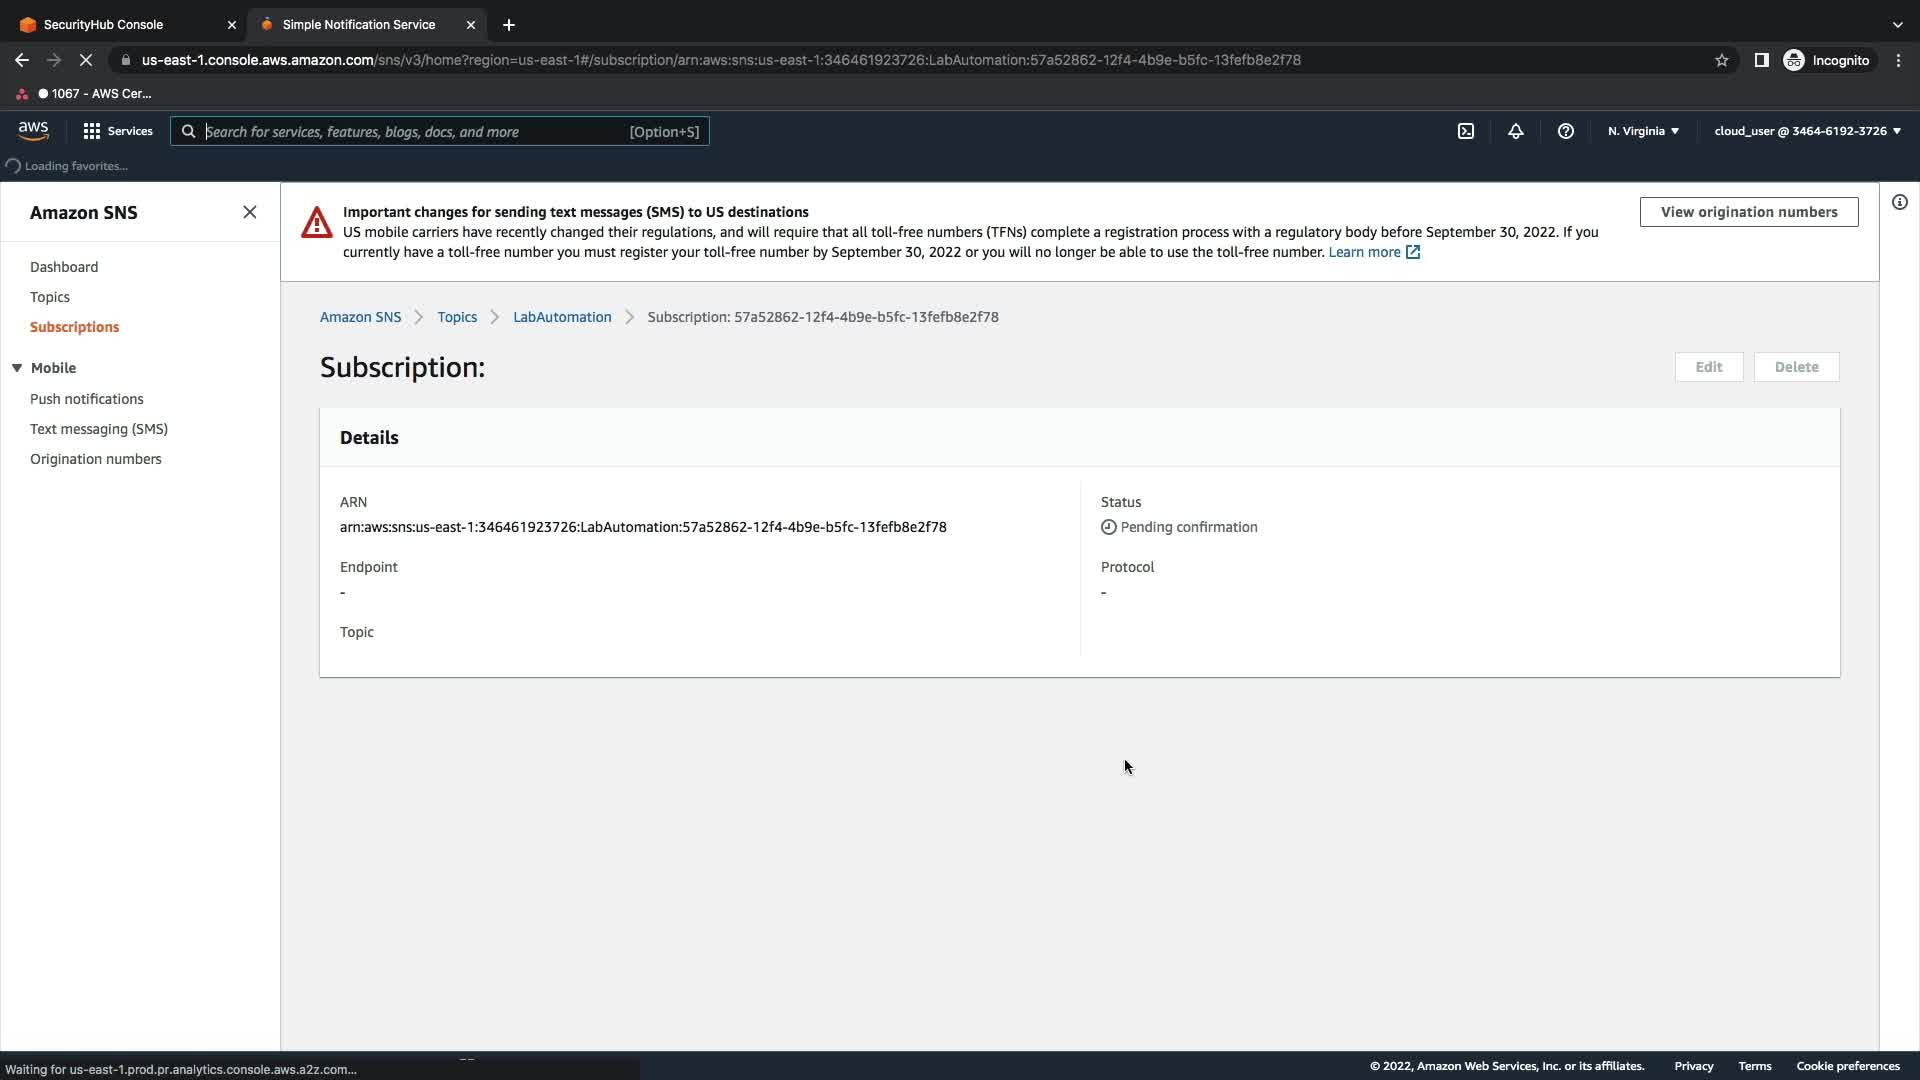 SecurityHub Console
Simple Notification Service
us-east-1.console.aws.amazon.com/sns/v3/home?region=us-east-1#/subscription/arn:aws:sns:us-east-1:346461923726:LabAutomation:57a52862-12f4-4b9e-b5fc-13fefb8e2f78
Incognito
1067 - AWS Cer...
aws
Services
Search for services, features, blogs, docs, and more
[Option+S]
N. Virginia
cloud_user @ 3464-6192-3726
Loading favorites...
Amazon SNS
Dashboard
Topics
Subscriptions
Mobile
Push notifications
Text messaging (SMS)
Origination numbers
Important changes for sending text messages (SMS) to US destinations
US mobile carriers have recently changed their regulations, and will require that all toll-free numbers (TFNs) complete a registration process with a regulatory body before September 30, 2022. If you
currently have a toll-free number you must register your toll-free number by September 30, 2022 or you will no longer be able to use the toll-free number. Learn more
View origination numbers
Amazon SNS
Topics
LabAutomation
Subscription: 57a52862-12f4-4b9e-b5fc-13fefb8e2f78
Subscription:
Edit
Delete
Details
ARN
arn:aws:sns:us-east-1:346461923726:LabAutomation:57a52862-12f4-4b9e-b5fc-13fefb8e2f78
Endpoint
-
Topic
Status
Pending confirmation
Protocol
-
Waiting for us-east-1.prod.pr.analytics.console.aws.a2z.com...
© 2022, Amazon Web Services, Inc. or its affiliates.
Privacy
Terms
Cookie preferences